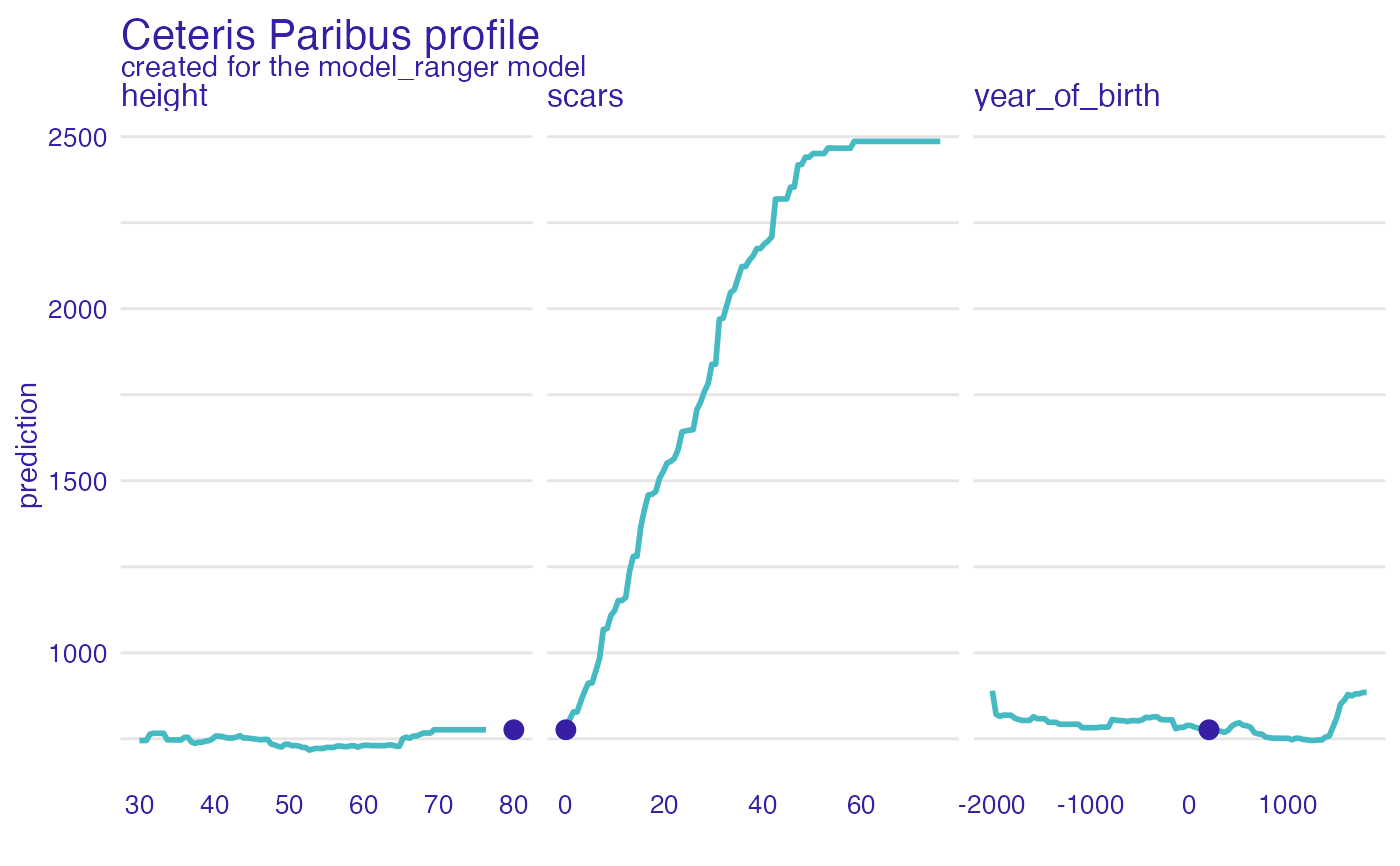 Ceteris Paribus profile
created for the model_ranger model
height scars year_of_birth
2500
2000
1500
1000
prediction
30 40 50 60 70 80 0 20 40 60 -2000 -1000 0 1000